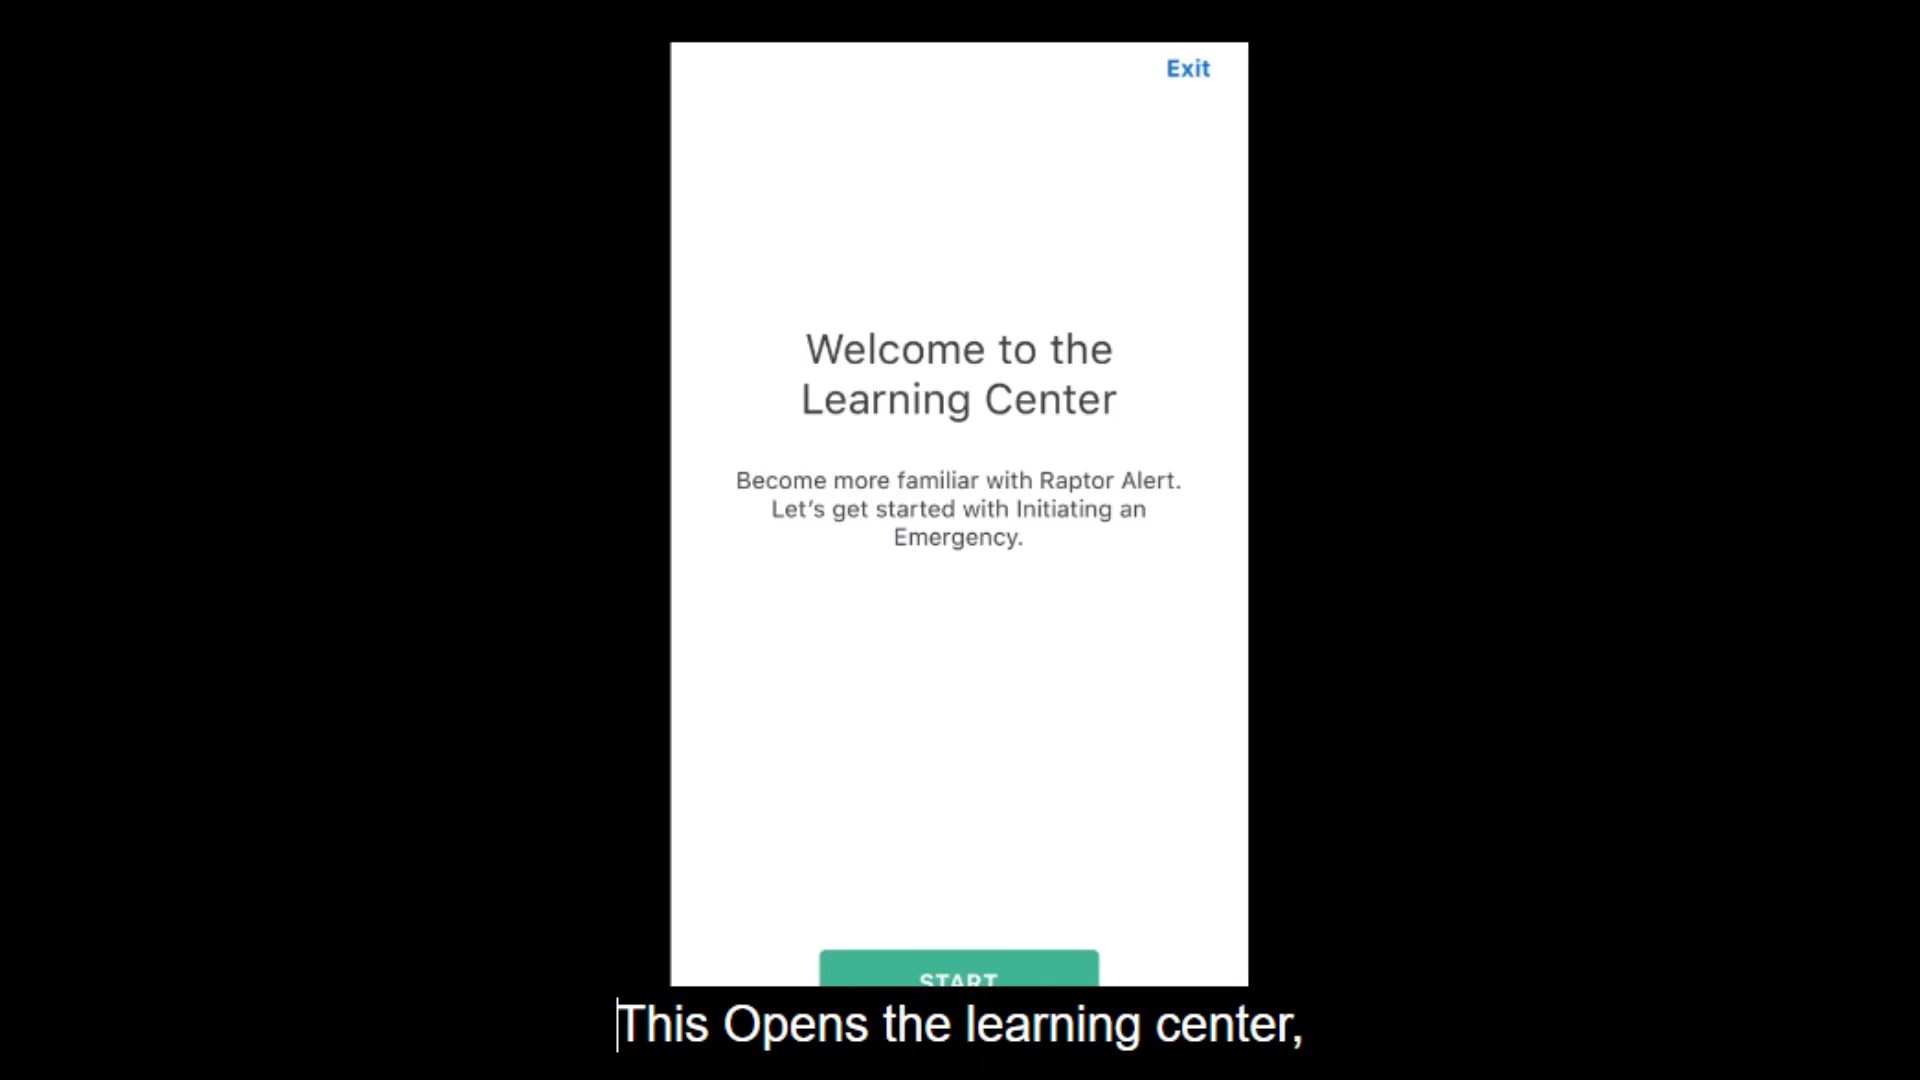 Exit
Welcome to the
Learning Center
Become more familiar with Raptor Alert.
Let's get started with Initiating an
Emergency.
START
This Opens the learning center,